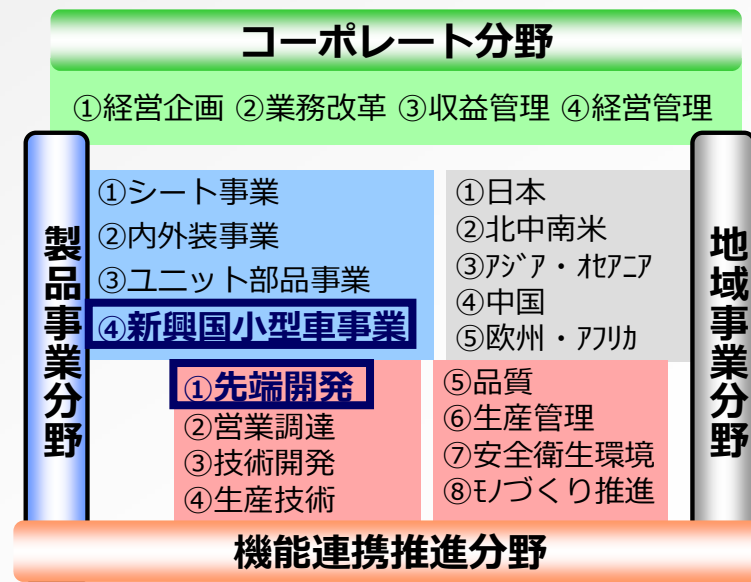 コーポレート分野
①経営企画 ②業務改革 ③収益管理 ④経営管理
製品事業分野
①シート事業
②内外装事業
③ユニット部品事業
④新興国小型車事業
①日本
②北中南米
③ｱｼﾞｱ・ｵｾｱﾆｱ
④中国
⑤欧州・ｱﾌﾘｶ
地域事業分野
①先端開発
②営業調達
③技術開発
④生産技術
⑤品質
⑥生産管理
⑦安全衛生環境
⑧ﾓﾉづくり推進
機能連携推進分野